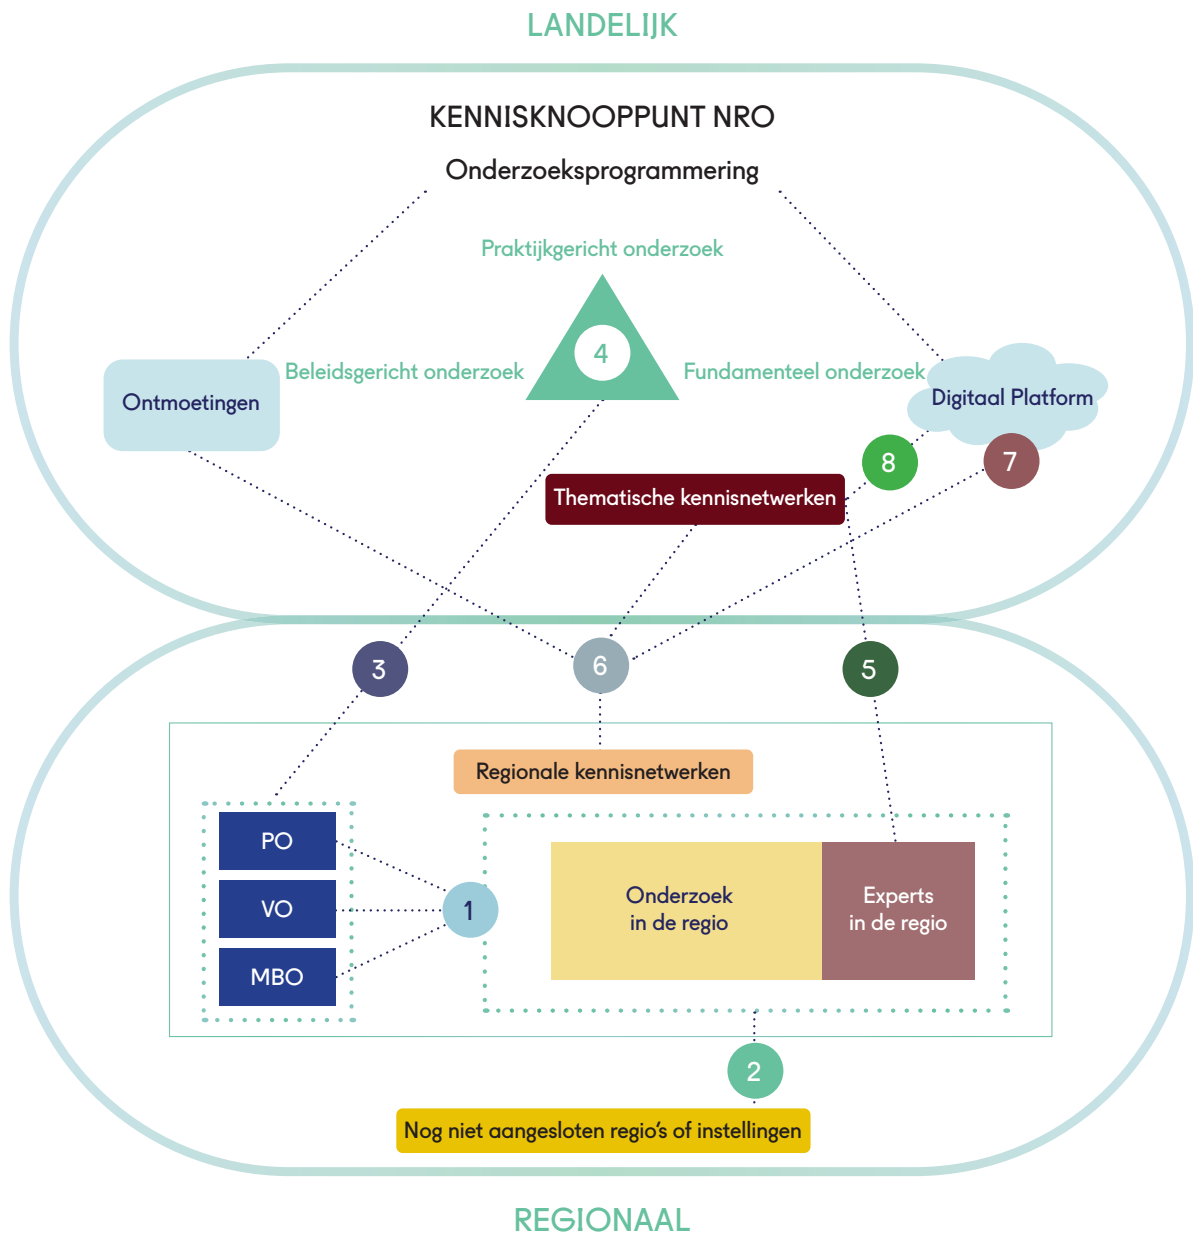 LANDELIJK
KENNISKNOOPPUNT NRO
Onderzoeksprogrammering
Praktijkgericht onderzoek
4
Beleidsgericht onderzoek
Fundamenteel onderzoek
Ontmoetingen
Digitaal Platform
8
7
Thematische kennisnetwerken
3
6
5
Regionale kennisnetwerken
PO
VO
MBO
1
Onderzoek
in de regio
Experts
in de regio
2
Nog niet aangesloten regio's of instellingen
REGIONAAL